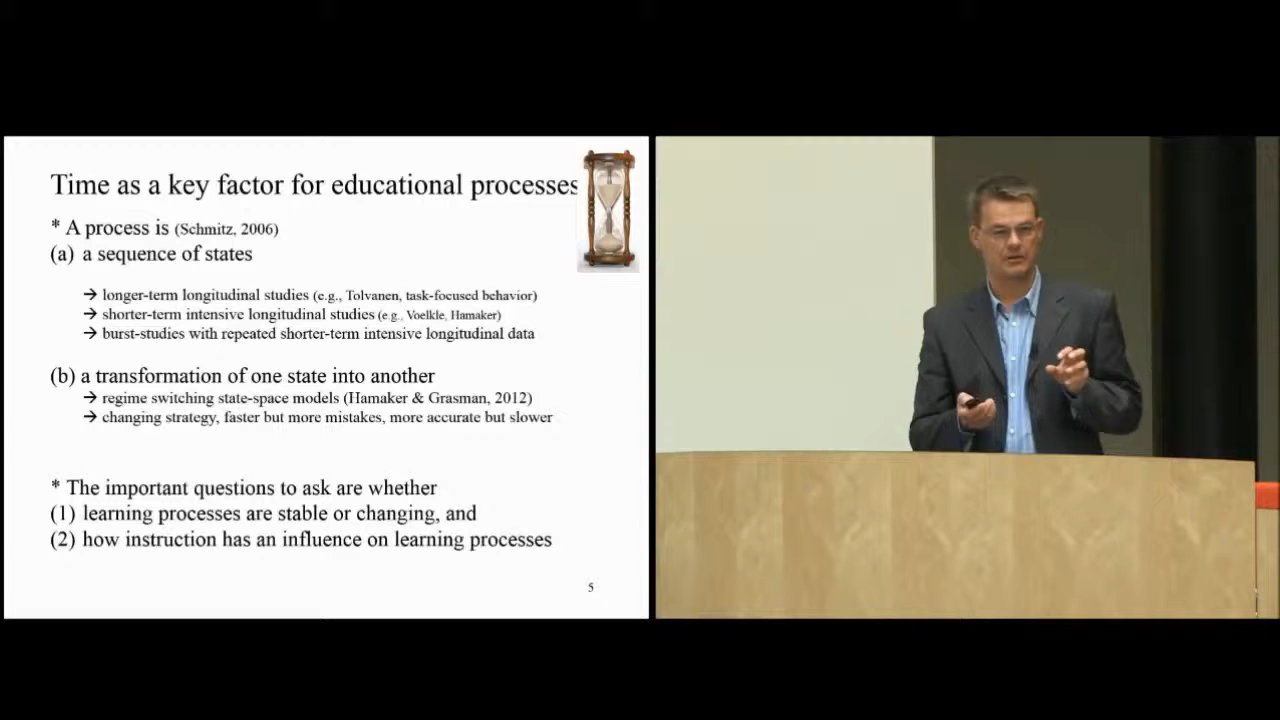 Time as a key factor for educational processes
* A process is (Schmitz, 2006)
(a) a sequence of states
→ longer-term longitudinal studies (e.g., Tolvanen, task-focused behavior)
→ shorter-term intensive longitudinal studies (e.g., Voelkle, Hamaker)
→ burst-studies with repeated shorter-term intensive longitudinal data
(b) a transformation of one state into another
→ regime switching state-space models (Hamaker & Grasman, 2012)
→ changing strategy, faster but more mistakes, more accurate but slower
* The important questions to ask are whether
(1) learning processes are stable or changing, and
(2) how instruction has an influence on learning processes
5